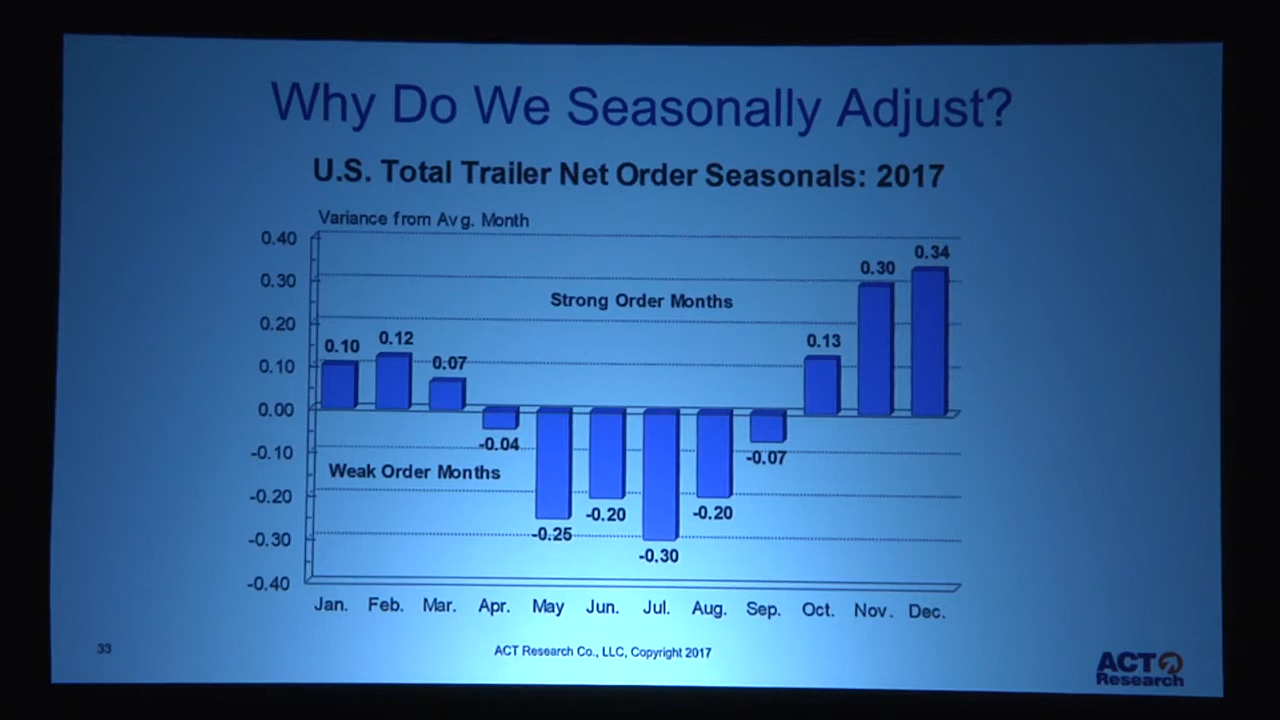 Why Do We Seasonally Adjust?
U.S. Total Trailer Net Order Seasonals: 2017
Variance from Avg. Month
0.40
0.30
0.20
0.10
0.00
-0.10
-0.20
-0.30
-0.40
Strong Order Months
Weak Order Months
0.10
0.12
0.07
-0.04
-0.25
-0.20
-0.30
-0.20
-0.07
0.13
0.30
0.34
Jan. Feb. Mar. Apr. May Jun. Jul. Aug. Sep. Oct. Nov. Dec.
33
ACT Research Co., LLC, Copyright 2017
ACT
Research